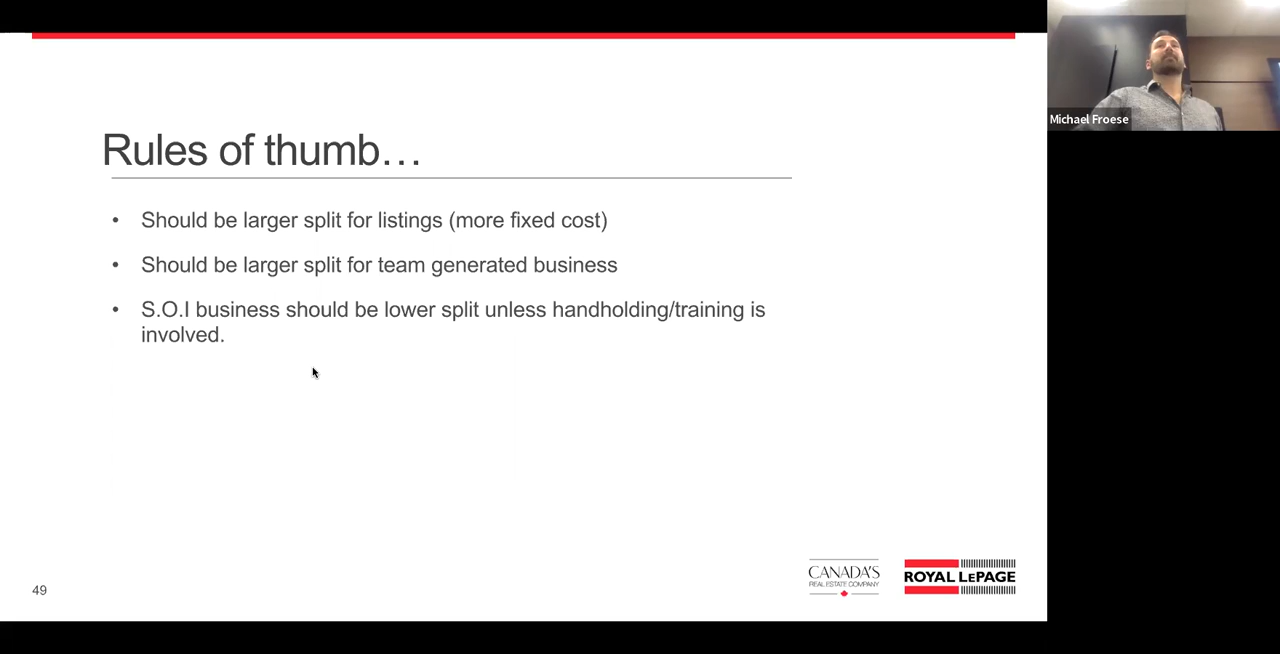 Rules of thumb…
• Should be larger split for listings (more fixed cost)
• Should be larger split for team generated business
• S.O.I business should be lower split unless handholding/training is
involved.
49
CANADA'S
REAL ESTATE COMPANY
ROYAL LEPAGE
Michael Froese